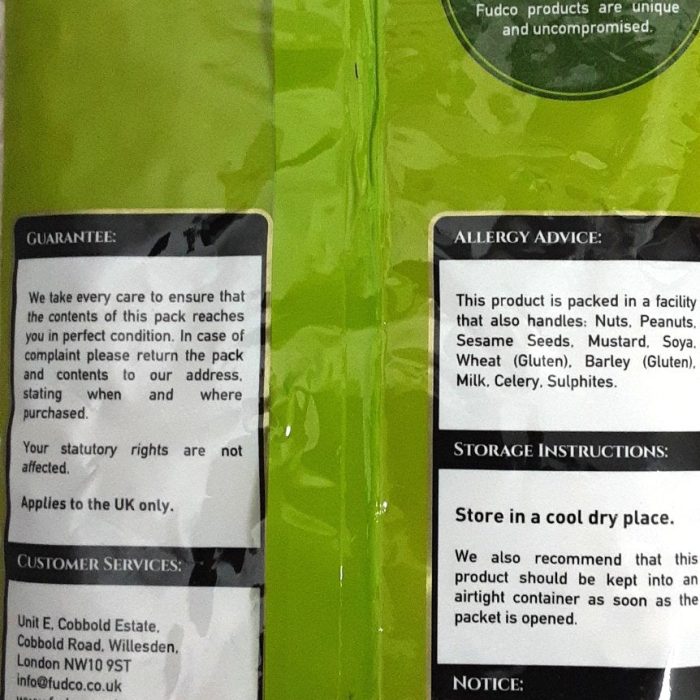 Fudco products are unique
and uncompromised.
GUARANTEE:
We take every care to ensure that
the contents of this pack reaches
you in perfect condition. In case of
complaint please return the pack
and contents to our address,
stating when and where
purchased.
Your statutory rights are not
affected.
Applies to the UK only.
CUSTOMER SERVICES:
Unit E, Cobbold Estate,
Cobbold Road, Willesden,
London NW10 9ST
info@fudco.co.uk
ALLERGY ADVICE:
This product is packed in a facility
that also handles: Nuts, Peanuts,
Sesame Seeds, Mustard, Soya,
Wheat (Gluten), Barley (Gluten),
Milk, Celery, Sulphites.
STORAGE INSTRUCTIONS:
Store in a cool dry place.
We also recommend that this
product should be kept into an
airtight container as soon as the
packet is opened.
NOTICE: